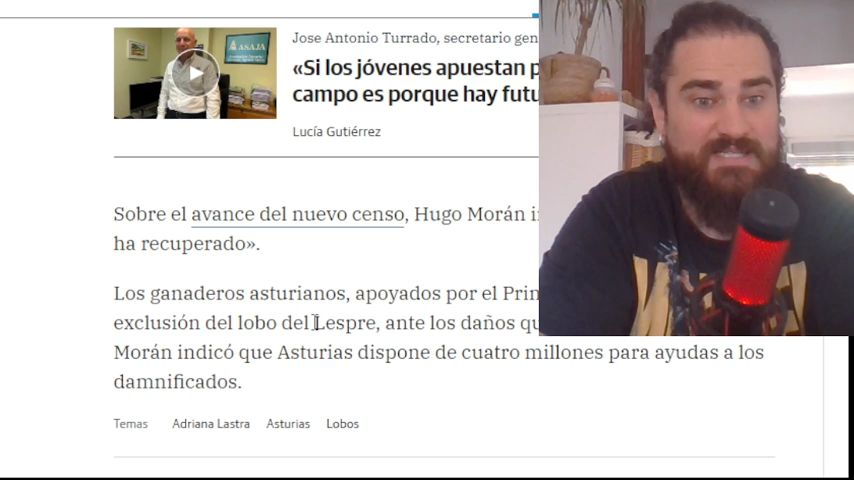 ASAJA
Jose Antonio Turrado, secretario gen
«Si los jóvenes apuestan p
campo es porque hay futu
Lucía Gutiérrez
Sobre el avance del nuevo censo, Hugo Morán i
ha recuperado».
Los ganaderos asturianos, apoyados por el Prin
exclusión del lobo del Lespre, ante los daños qu
Morán indicó que Asturias dispone de cuatro millones para ayudas a los
damnificados.
Temas Adriana Lastra Asturias Lobos